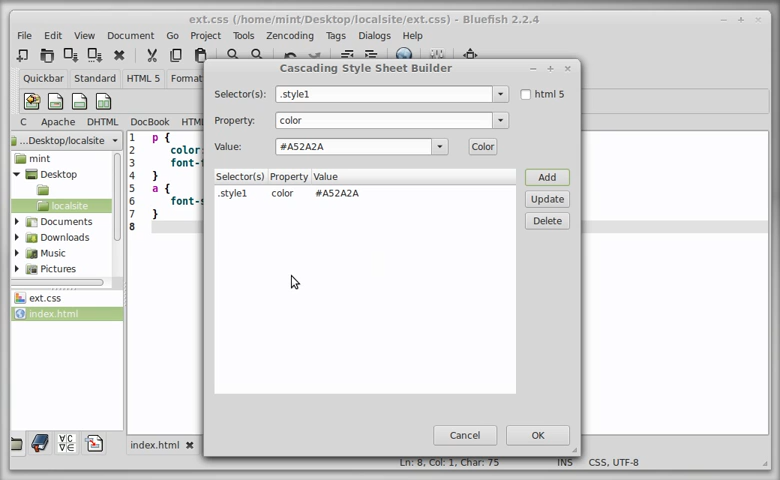 ext.css (/home/mint/Desktop/localsite/ext.css) - Bluefish 2.2.4
File Edit View Document Go Project Tools Zencoding Tags Dialogs Help
Quickbar Standard HTML 5
C Apache DHTML DocBook
...Desktop/localsite
mint
Desktop
localsite
Documents
Downloads
Music
Pictures
ext.css
index.html
1 p {
2 color
3
4 }
5 a {
6
7 }
8
index.html
Ln: 8, Col: 1, Char: 75 INS CSS, UTF-8
Cascading Style Sheet Builder
Selector(s): .style1 html 5
Property: color
Value: #A52A2A Color
Selector(s) Property Value
.style1 color #A52A2A
Add
Update
Delete
Cancel OK